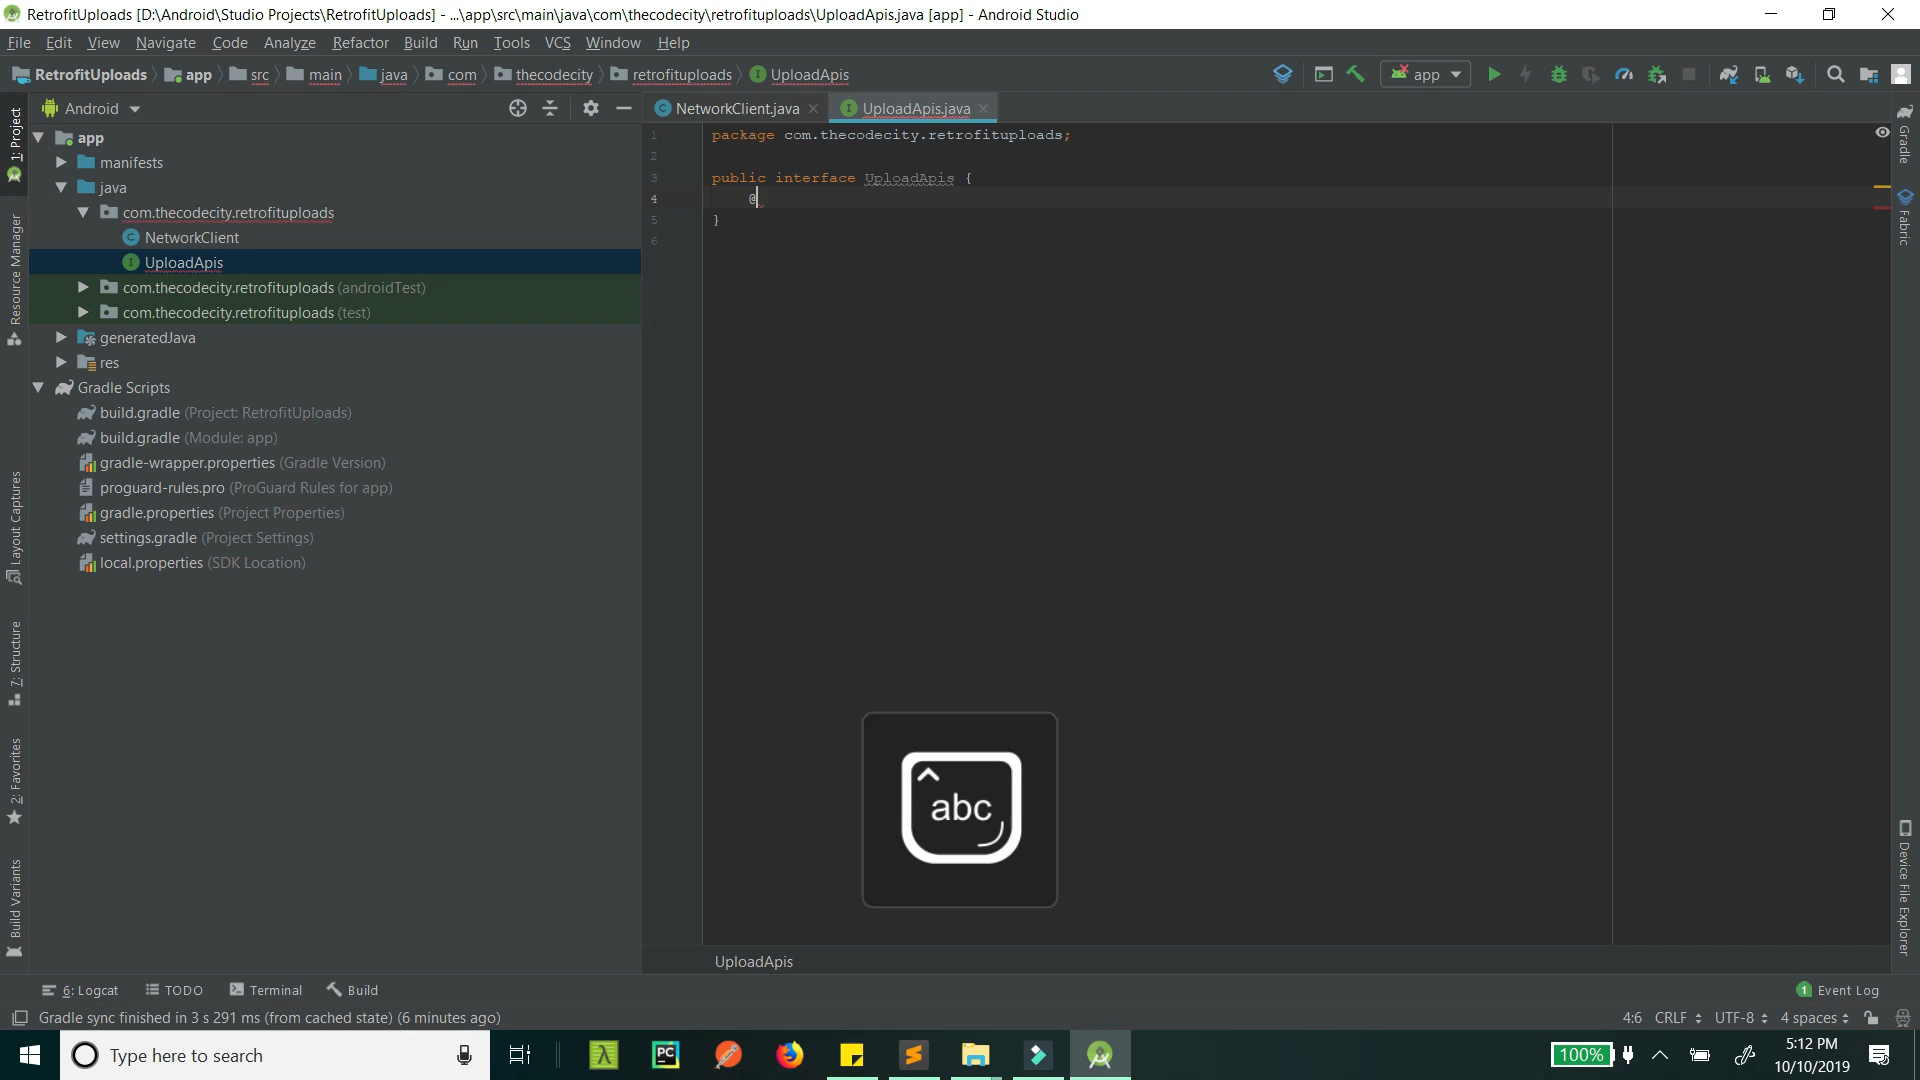 RetrofitUploads [D:\Android\Studio Projects\RetrofitUploads] - ...\app\src\main\java\com\thecodecity\retrofituploads\UploadApis.java [app] - Android Studio
File Edit View Navigate Code Analyze Refactor Build Run Tools VCS Window Help
RetrofitUploads app src main java com thecodecity retrofituploads UploadApis app
Android
NetworkClient.java UploadApis.java
1: Project
Resource Manager
Layout Captures
7: Structure
2: Favorites
Build Variants
app
manifests
java
com.thecodecity.retrofituploads
NetworkClient
UploadApis
com.thecodecity.retrofituploads (androidTest)
com.thecodecity.retrofituploads (test)
generatedJava
res
Gradle Scripts
build.gradle (Project: RetrofitUploads)
build.gradle (Module: app)
gradle-wrapper.properties (Gradle Version)
proguard-rules.pro (ProGuard Rules for app)
gradle.properties (Project Properties)
settings.gradle (Project Settings)
local.properties (SDK Location)
1 package com.thecodecity.retrofituploads;
2
3 public interface UploadApis {
4 @
5 }
6
abc
UploadApis
Gradle
Fabric
Device File Explorer
6: Logcat TODO Terminal Build 1 Event Log
Gradle sync finished in 3 s 291 ms (from cached state) (6 minutes ago) 4:6 CRLF UTF-8 4 spaces
Type here to search PC 100% 5:12 PM
10/10/2019